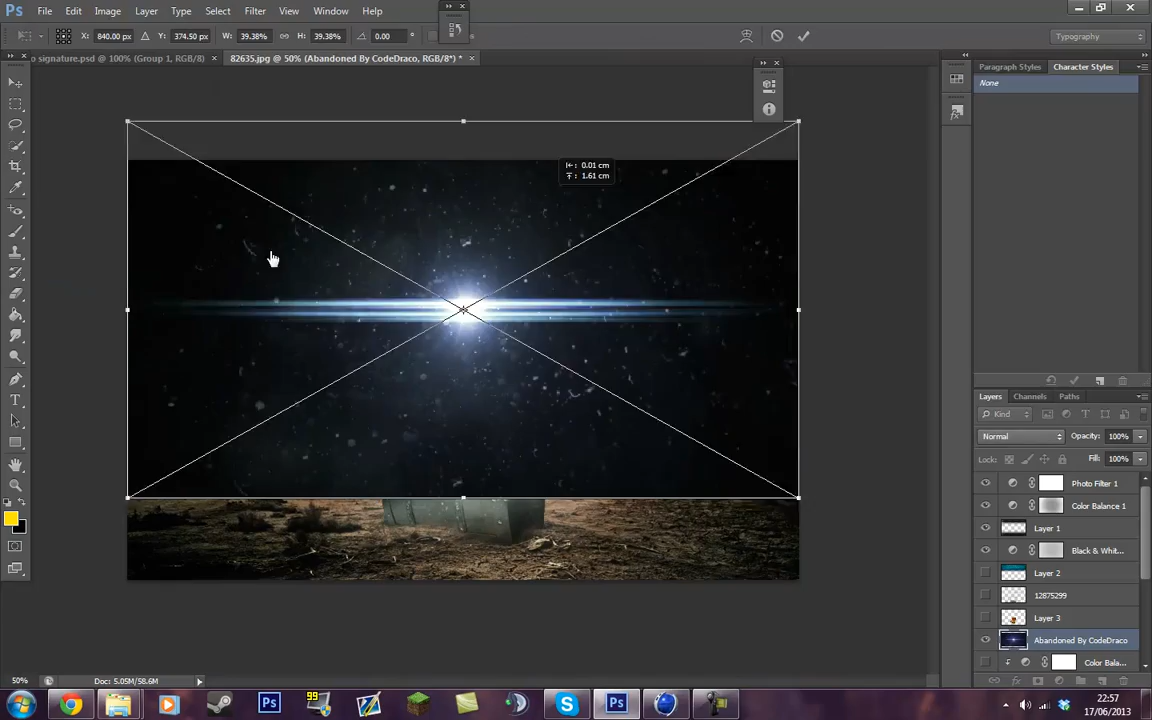 Ps File Edit Image Layer Type Select Filter View Window Help
X: 840.00 px Y: 374.50 px W: 39.38% H: 39.38% 0.00 ° Typography
o signature.psd @ 100% (Group 1, RGB/8) × 82635.jpg @ 50% (Abandoned By CodeDraco, RGB/8*) * ×
Paragraph Styles Character Styles
None
: 0.01 cm
: 1.61 cm
Layers Channels Paths
Kind
Normal Opacity: 100%
Lock: Fill: 100%
Photo Filter 1
Color Balance 1
Layer 1
Black & Whit...
Layer 2
12875299
Layer 3
Abandoned By CodeDraco
Color Bala...
50% Doc: 5.05M/58.6M
Ps 99 Ps
22:57
17/06/2013